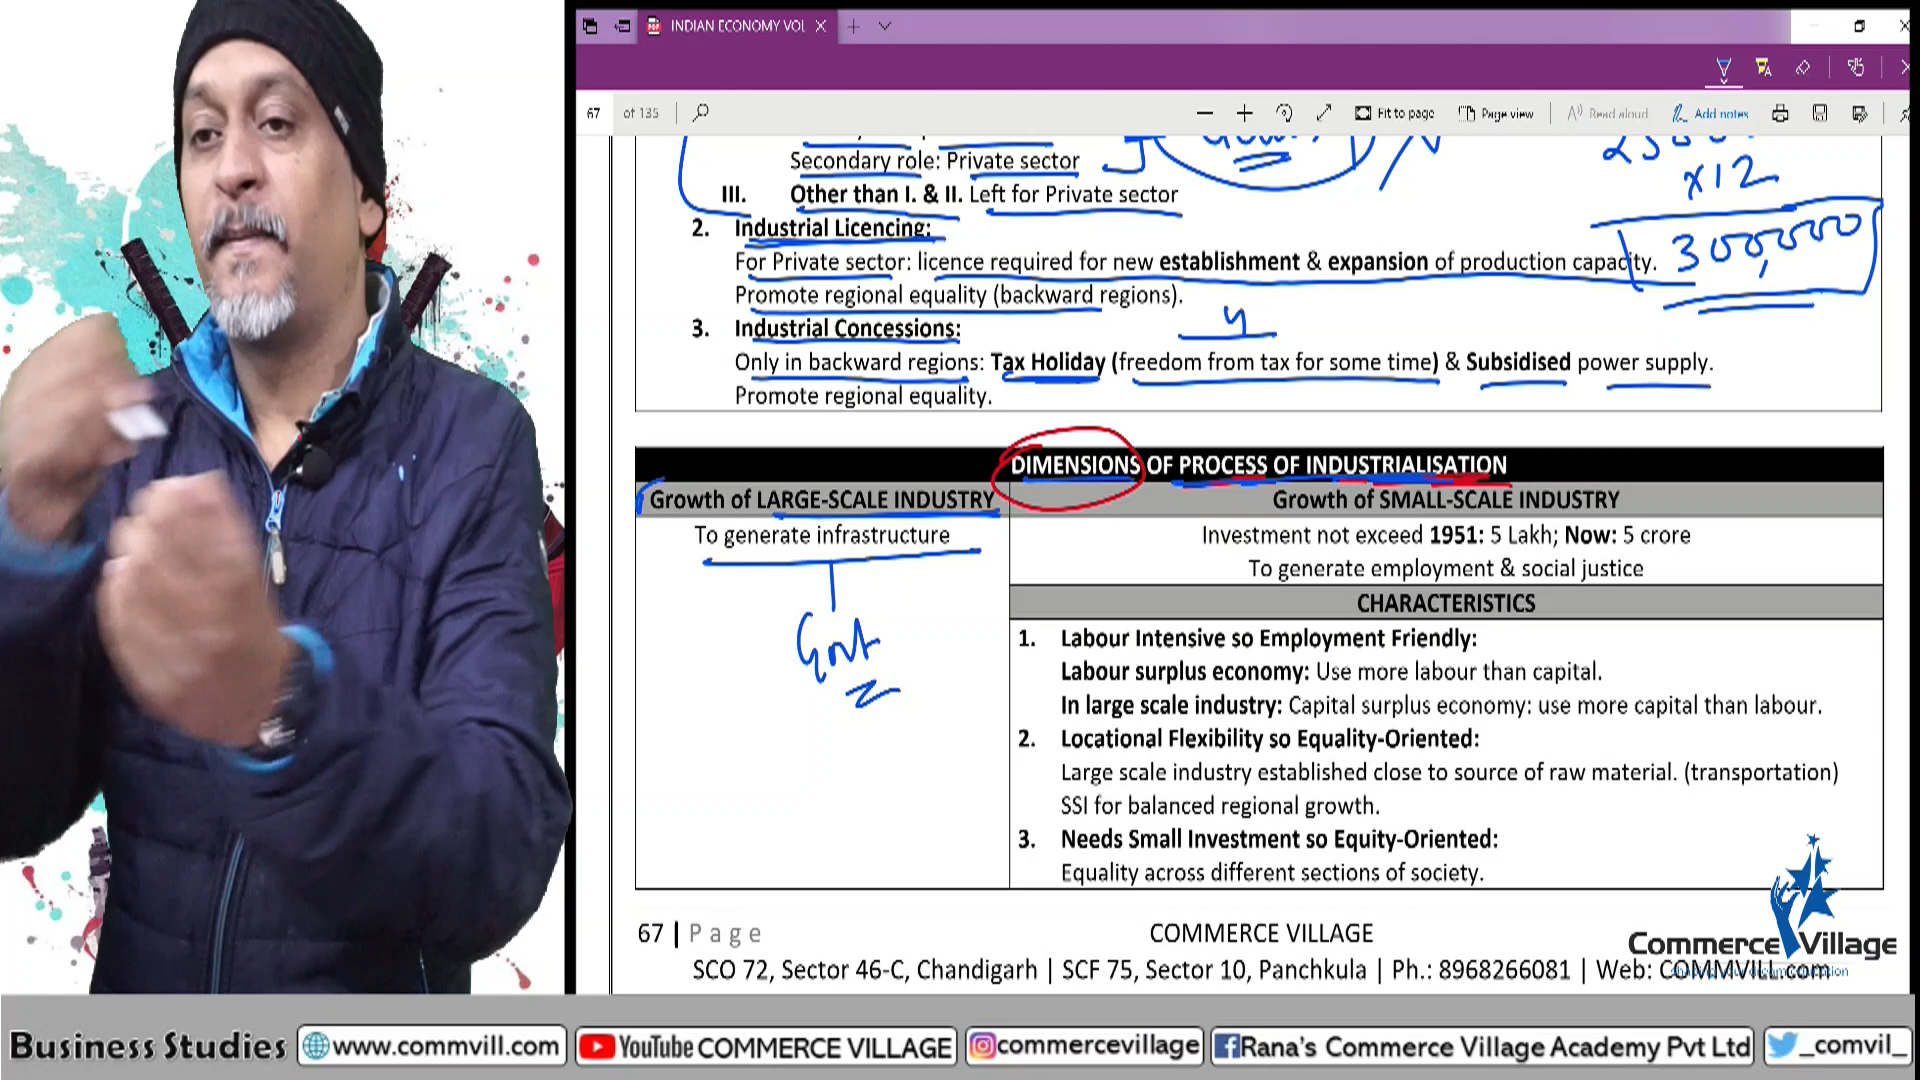 INDIAN ECONOMY VOL
67 of 135
Fit to page
Page view
Read aloud
Add notes
Secondary role: Private sector
III. Other than I. & II. Left for Private sector
x12
300,000
2. Industrial Licencing:
For Private sector: licence required for new establishment & expansion of production capacity.
Promote regional equality (backward regions).
3. Industrial Concessions:
Only in backward regions: Tax Holiday (freedom from tax for some time) & Subsidised power supply.
Promote regional equality.
DIMENSIONS OF PROCESS OF INDUSTRIALISATION
Growth of LARGE-SCALE INDUSTRY
To generate infrastructure
Govt
Growth of SMALL-SCALE INDUSTRY
Investment not exceed 1951: 5 Lakh; Now: 5 crore
To generate employment & social justice
CHARACTERISTICS
1. Labour Intensive so Employment Friendly:
Labour surplus economy: Use more labour than capital.
In large scale industry: Capital surplus economy: use more capital than labour.
2. Locational Flexibility so Equality-Oriented:
Large scale industry established close to source of raw material. (transportation)
SSI for balanced regional growth.
3. Needs Small Investment so Equity-Oriented:
Equality across different sections of society.
67 | Page
COMMERCE VILLAGE
SCO 72, Sector 46-C, Chandigarh | SCF 75, Sector 10, Panchkula | Ph.: 8968266081 | Web: COMMVILL.com
Commerce Village
Business Studies
www.commvill.com
YouTube COMMERCE VILLAGE
commercevillage
Rana's Commerce Village Academy Pvt Ltd
_comvil_